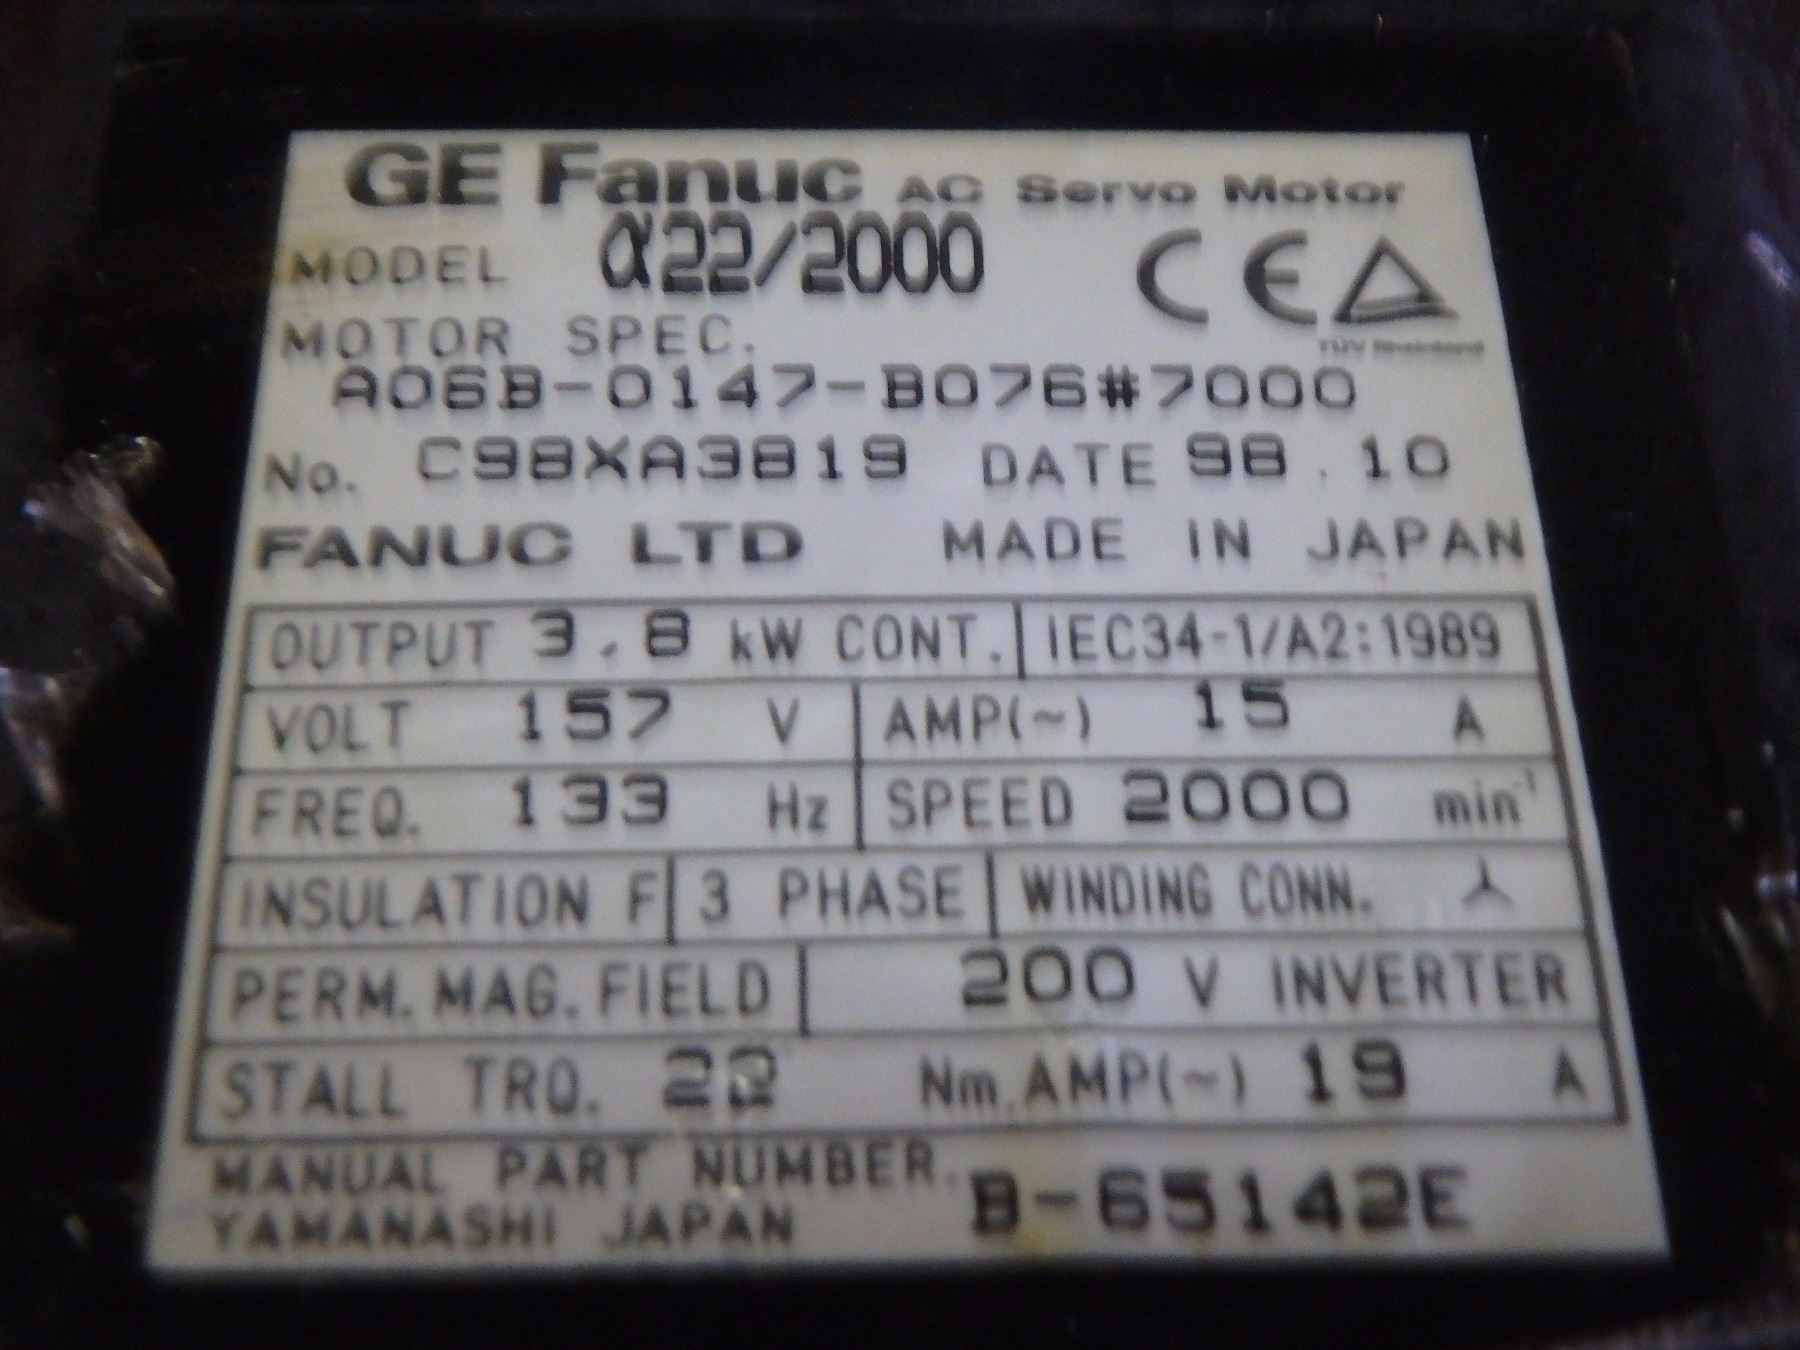 GE Fanuc AC Servo Motor
MODEL α22/2000 CE
TÜV Rheinland
MOTOR SPEC.
A06B-0147-B076#7000
No. C98XA3819 DATE 98.10
FANUC LTD MADE IN JAPAN
OUTPUT 3.8 kW CONT. IEC34-1/A2:1989
VOLT 157 V AMP(~) 15 A
FREQ. 133 Hz SPEED 2000 min⁻¹
INSULATION F 3 PHASE WINDING CONN.
PERM. MAG. FIELD 200 V INVERTER
STALL TRQ. 22 Nm, AMP(~) 19 A
MANUAL PART NUMBER. B-65142E
YAMANASHI JAPAN